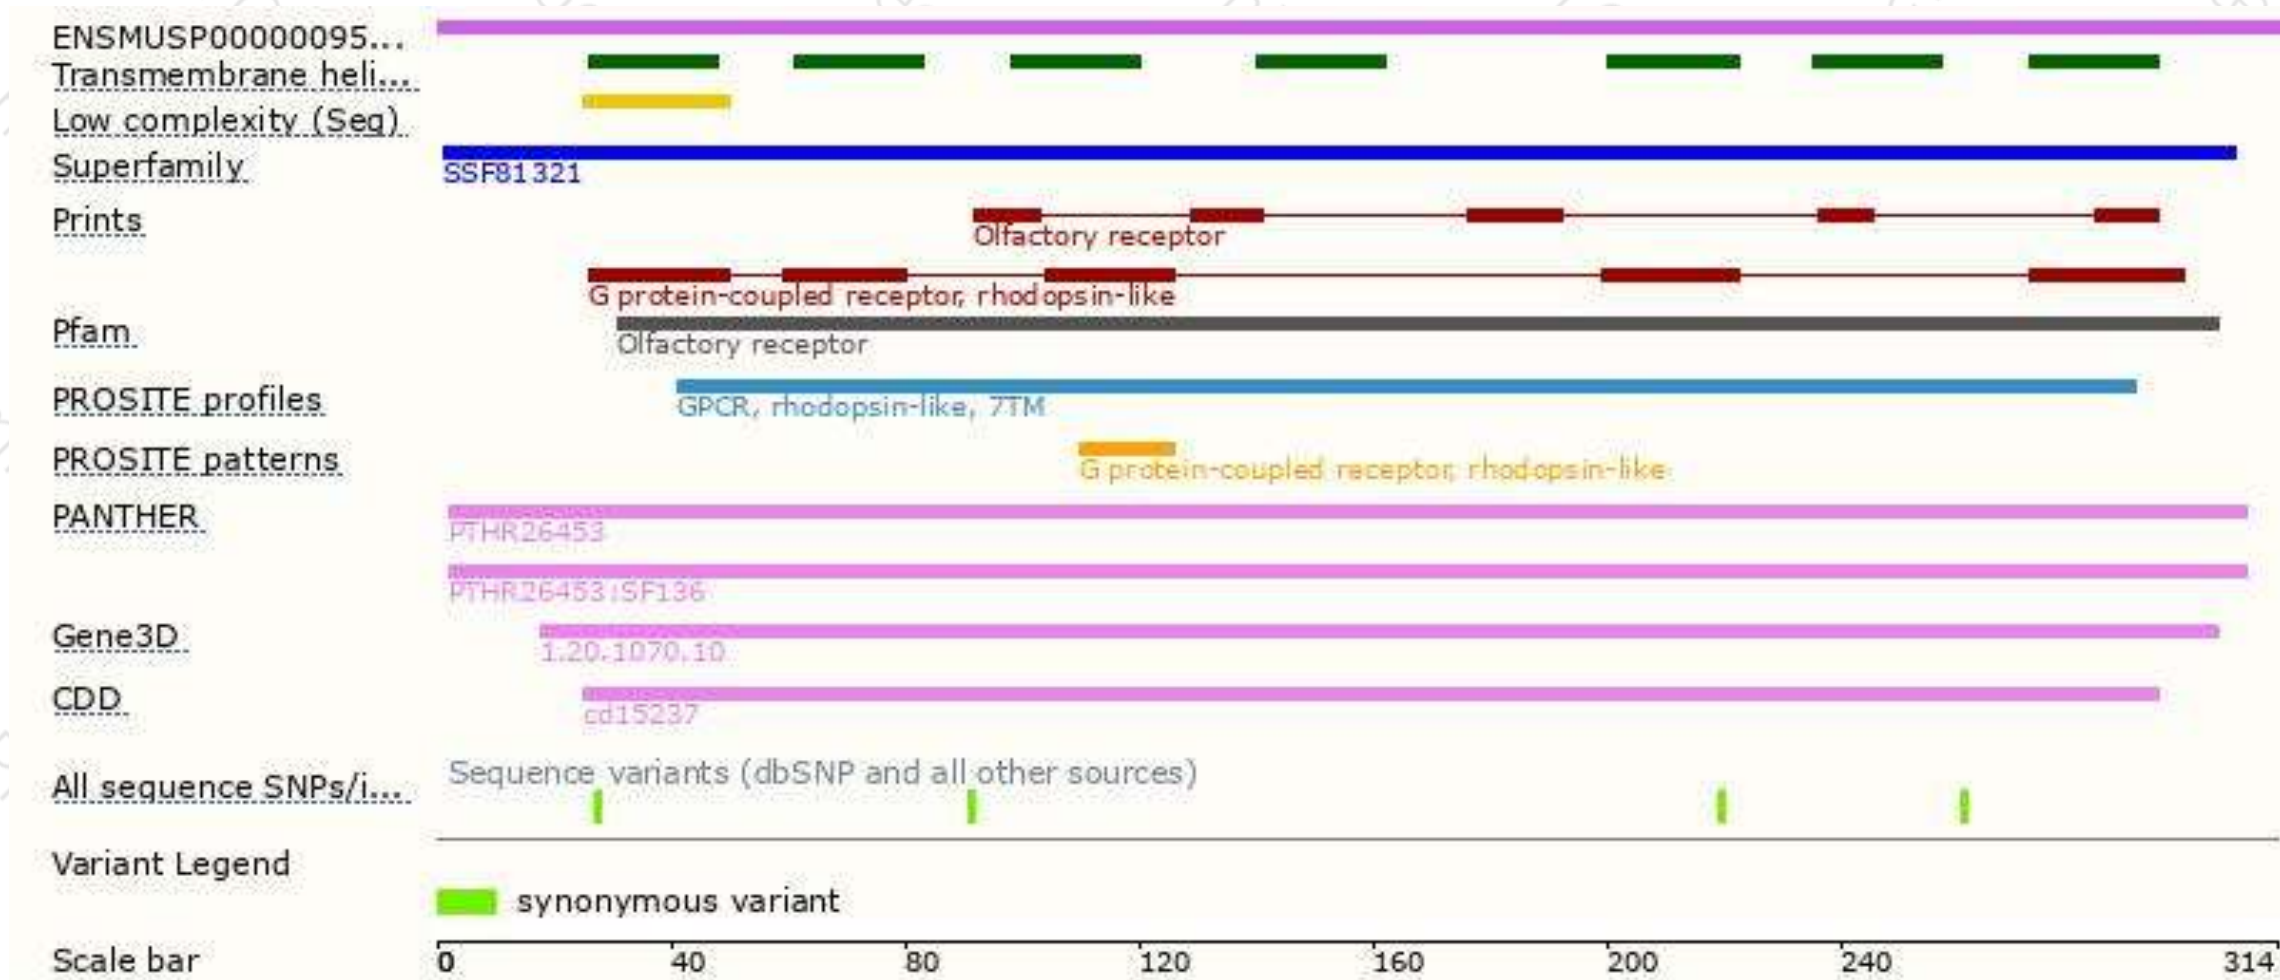 ENSMUSP00000095...
Transmembrane heli...
Low complexity (Seg)
Superfamily
SSF81321
Prints
Olfactory receptor
G protein-coupled receptor, rhodopsin-like
Pfam
Olfactory receptor
PROSITE profiles
GPCR, rhodopsin-like, 7TM
PROSITE patterns
G protein-coupled receptor, rhodopsin-like
PANTHER
PTHR26453
PTHR26453:SF136
Gene3D
1.20.1070.10
CDD
cd15237
Sequence variants (dbSNP and all other sources)
All sequence SNPs/i...
Variant Legend
synonymous variant
Scale bar 0 40 80 120 160 200 240 314